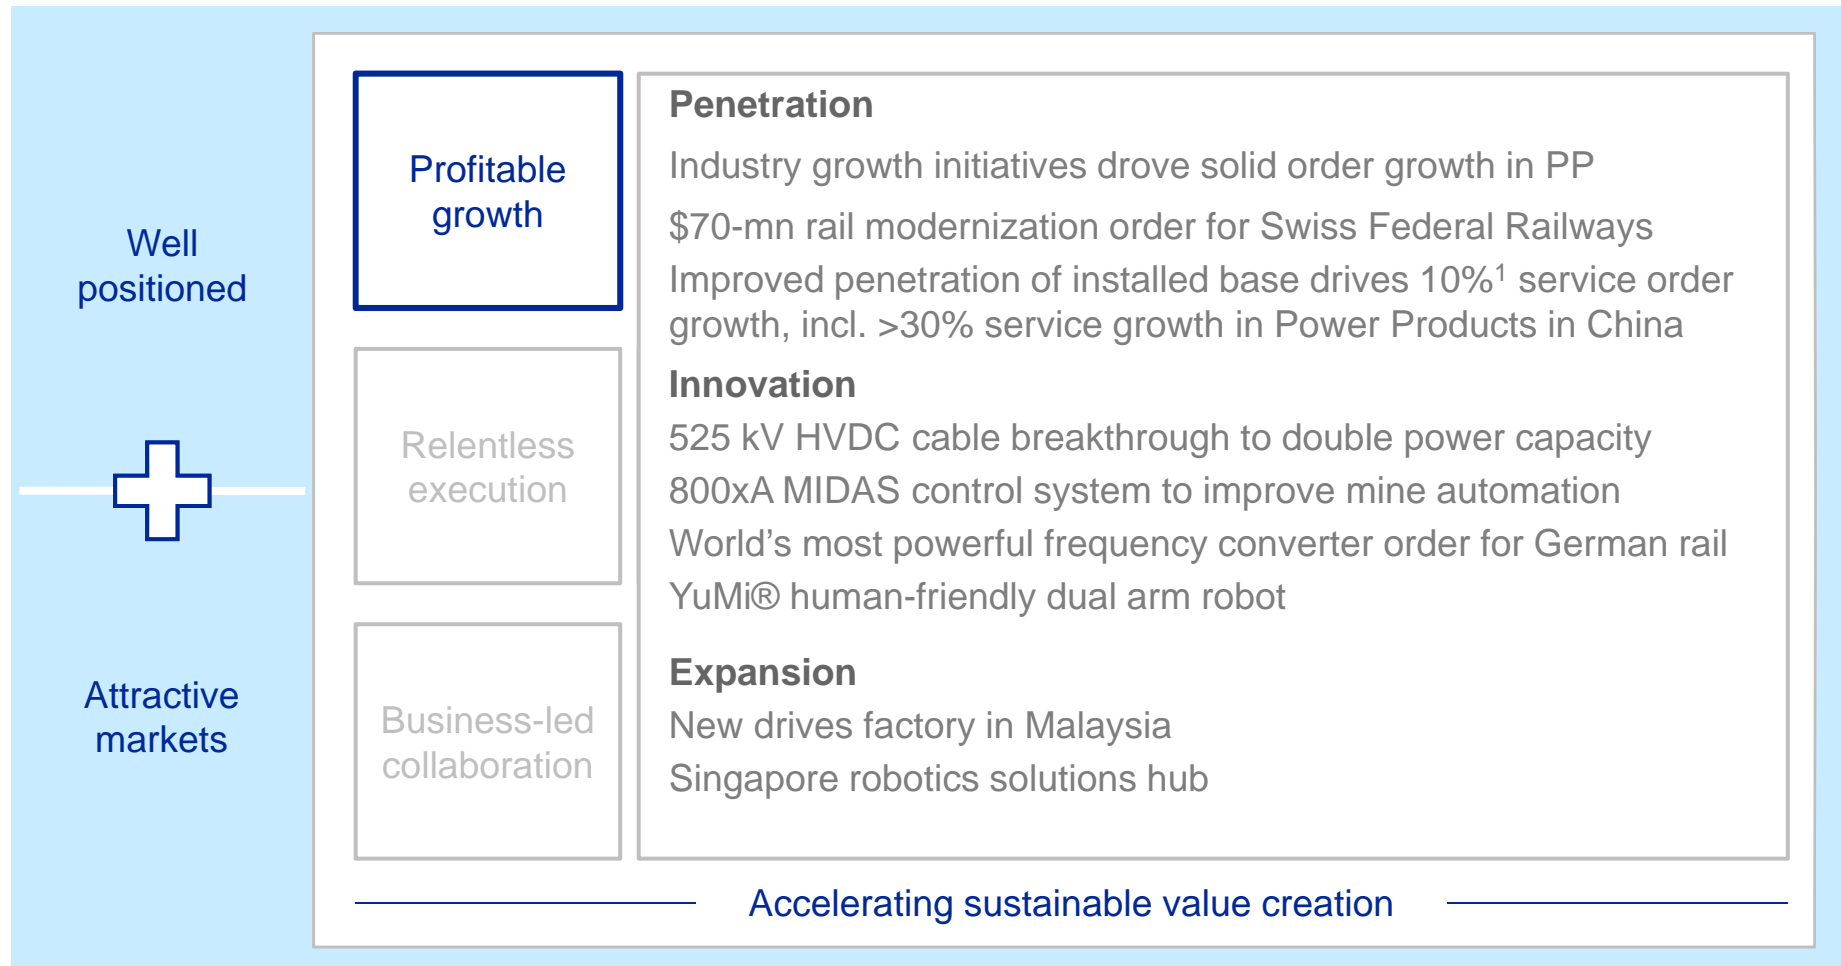 Well
positioned
Attractive
markets
Profitable
growth
Relentless
execution
Business-led
collaboration
Penetration
Industry growth initiatives drove solid order growth in PP
$70-mn rail modernization order for Swiss Federal Railways
Improved penetration of installed base drives 10%¹ service order
growth, incl. >30% service growth in Power Products in China
Innovation
525 kV HVDC cable breakthrough to double power capacity
800xA MIDAS control system to improve mine automation
World’s most powerful frequency converter order for German rail
YuMi® human-friendly dual arm robot
Expansion
New drives factory in Malaysia
Singapore robotics solutions hub
Accelerating sustainable value creation